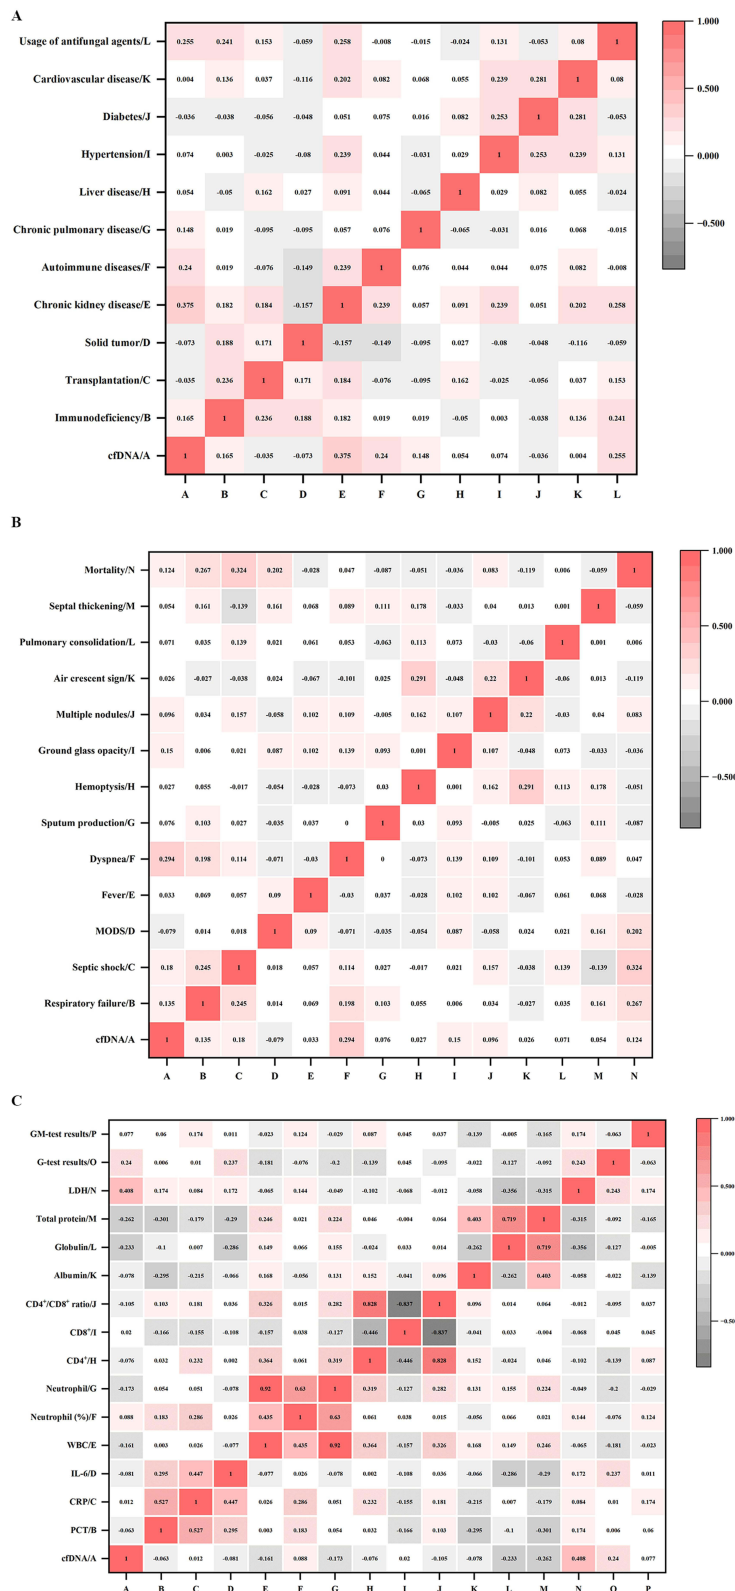 A
Usage of antifungal agents/L 0.255 0.241 0.153 -0.059 0.258 -0.008 -0.015 -0.024 0.131 -0.053 0.08 1
Cardiovascular disease/K 0.004 0.136 0.037 -0.116 0.202 0.082 0.068 0.055 0.239 0.281 1 0.08
Diabetes/J -0.036 -0.038 -0.056 -0.048 0.051 0.075 0.016 0.082 0.253 1 0.281 -0.053
Hypertension/I 0.074 0.003 -0.025 -0.08 0.239 0.044 -0.031 0.029 1 0.253 0.239 0.131
Liver disease/H 0.054 -0.05 0.162 0.027 0.091 0.044 -0.065 1 0.029 0.082 0.055 -0.024
Chronic pulmonary disease/G 0.148 0.019 -0.095 -0.095 0.057 0.076 1 -0.065 -0.031 0.016 0.068 -0.015
Autoimmune diseases/F 0.24 0.019 -0.076 -0.149 0.239 1 0.076 0.044 0.044 0.075 0.082 -0.008
Chronic kidney disease/E 0.375 0.182 0.184 -0.157 1 0.239 0.057 0.091 0.239 0.051 0.202 0.258
Solid tumor/D -0.073 0.188 0.171 1 -0.157 -0.149 -0.095 0.027 -0.08 -0.048 -0.116 -0.059
Transplantation/C -0.035 0.236 1 0.171 0.184 -0.076 -0.095 0.162 -0.025 -0.056 0.037 0.153
Immunodeficiency/B 0.165 1 0.236 0.188 0.182 0.019 0.019 -0.05 0.003 -0.038 0.136 0.241
cfDNA/A 1 0.165 -0.035 -0.073 0.375 0.24 0.148 0.054 0.074 -0.036 0.004 0.255
A B C D E F G H I J K L
1.000
0.500
0.000
-0.500
B
Mortality/N 0.124 0.267 0.324 0.202 -0.028 0.047 -0.087 -0.051 -0.036 0.083 -0.119 0.006 -0.059 1
Septal thickening/M 0.054 0.161 -0.139 0.161 0.068 0.089 0.111 0.178 -0.033 0.04 0.013 0.001 1 -0.059
Pulmonary consolidation/L 0.071 0.035 0.139 0.021 0.061 0.053 -0.063 0.113 0.073 -0.03 -0.06 1 0.001 0.006
Air crescent sign/K 0.026 -0.027 -0.038 0.024 -0.067 -0.101 0.025 0.291 -0.048 0.22 1 -0.06 0.013 -0.119
Multiple nodules/J 0.096 0.034 0.157 -0.058 0.102 0.109 -0.005 0.162 0.107 1 0.22 -0.03 0.04 0.083
Ground glass opacity/I 0.15 0.006 0.021 0.087 0.102 0.139 0.093 0.001 1 0.107 -0.048 0.073 -0.033 -0.036
Hemoptysis/H 0.027 0.055 -0.017 -0.054 -0.028 -0.073 0.03 1 0.001 0.162 0.291 0.113 0.178 -0.051
Sputum production/G 0.076 0.103 0.027 -0.035 0.037 0 1 0.03 0.093 -0.005 0.025 -0.063 0.111 -0.087
Dyspnea/F 0.294 0.198 0.114 -0.071 -0.03 1 0 -0.073 0.139 0.109 -0.101 0.053 0.089 0.047
Fever/E 0.033 0.069 0.057 0.09 1 -0.03 0.037 -0.028 0.102 0.102 -0.067 0.061 0.068 -0.028
MODS/D -0.079 0.014 0.018 1 0.09 -0.071 -0.035 -0.054 0.087 -0.058 0.024 0.021 0.161 0.202
Septic shock/C 0.18 0.245 1 0.018 0.057 0.114 0.027 -0.017 0.021 0.157 -0.038 0.139 -0.139 0.324
Respiratory failure/B 0.135 1 0.245 0.014 0.069 0.198 0.103 0.055 0.006 0.034 -0.027 0.035 0.161 0.267
cfDNA/A 1 0.135 0.18 -0.079 0.033 0.294 0.076 0.027 0.15 0.096 0.026 0.071 0.054 0.124
A B C D E F G H I J K L M N
1.000
0.500
0.000
-0.500
C
GM-test results/P 0.077 0.06 0.174 0.011 -0.023 0.124 -0.029 0.087 0.045 0.037 -0.139 -0.005 -0.165 0.174 -0.063 1
G-test results/O 0.24 0.006 0.01 0.237 -0.181 -0.076 -0.2 -0.139 0.045 -0.095 -0.022 -0.127 -0.092 0.243 1 -0.063
LDH/N 0.408 0.174 0.084 0.172 -0.065 0.144 -0.049 -0.102 -0.068 -0.012 -0.058 -0.356 -0.315 1 0.243 0.174
Total protein/M -0.262 -0.301 -0.179 -0.29 0.246 0.021 0.224 0.046 -0.004 0.064 0.403 0.719 1 -0.315 -0.092 -0.165
Globulin/L -0.233 -0.1 0.007 -0.286 0.149 0.066 0.155 -0.024 0.033 0.014 -0.262 1 0.719 -0.356 -0.127 -0.005
Albumin/K -0.078 -0.295 -0.215 -0.066 0.168 -0.056 0.131 0.152 -0.041 0.096 1 -0.262 0.403 -0.058 -0.022 -0.139
CD4⁺/CD8⁺ ratio/J -0.105 0.103 0.181 0.036 0.326 0.015 0.282 0.828 -0.837 1 0.096 0.014 0.064 -0.012 -0.095 0.037
CD8⁺/I 0.02 -0.166 -0.155 -0.108 -0.157 0.038 -0.127 -0.446 1 -0.837 -0.041 0.033 -0.004 -0.068 0.045 0.045
CD4⁺/H -0.076 0.032 0.232 0.002 0.364 0.061 0.319 1 -0.446 0.828 0.152 -0.024 0.046 -0.102 -0.139 0.087
Neutrophil/G -0.173 0.054 0.051 -0.078 0.92 0.63 1 0.319 -0.127 0.282 0.131 0.155 0.224 -0.049 -0.2 -0.029
Neutrophil (%)/F 0.088 0.183 0.286 0.026 0.435 1 0.63 0.061 0.038 0.015 -0.056 0.066 0.021 0.144 -0.076 0.124
WBC/E -0.161 0.003 0.026 -0.077 1 0.435 0.92 0.364 -0.157 0.326 0.168 0.149 0.246 -0.065 -0.181 -0.023
IL-6/D -0.081 0.295 0.447 1 -0.077 0.026 -0.078 0.002 -0.108 0.036 -0.066 -0.286 -0.29 0.172 0.237 0.011
CRP/C 0.012 0.527 1 0.447 0.026 0.286 0.051 0.232 -0.155 0.181 -0.215 0.007 -0.179 0.084 0.01 0.174
PCT/B -0.063 1 0.527 0.295 0.003 0.183 0.054 0.032 -0.166 0.103 -0.295 -0.1 -0.301 0.174 0.006 0.06
cfDNA/A 1 -0.063 0.012 -0.081 -0.161 0.088 -0.173 -0.076 0.02 -0.105 -0.078 -0.233 -0.262 0.408 0.24 0.077
A B C D E F G H I J K L M N O P
1.000
0.500
0.000
-0.50